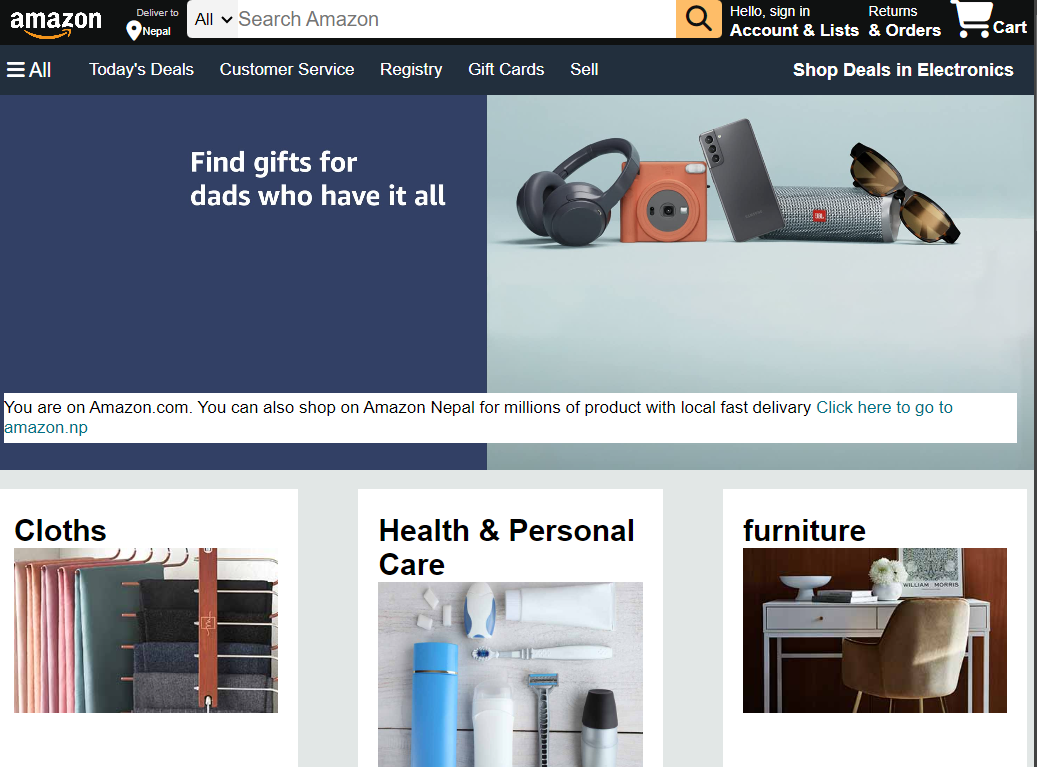 amazon
Deliver to
Nepal
All
Search Amazon
Hello, sign in
Account & Lists
Returns
& Orders
Cart
All
Today's Deals
Customer Service
Registry
Gift Cards
Sell
Shop Deals in Electronics
Find gifts for
dads who have it all
JBL
You are on Amazon.com. You can also shop on Amazon Nepal for millions of product with local fast delivary Click here to go to
amazon.np
Cloths
Health & Personal
Care
furniture
WILLIAM MORRIS